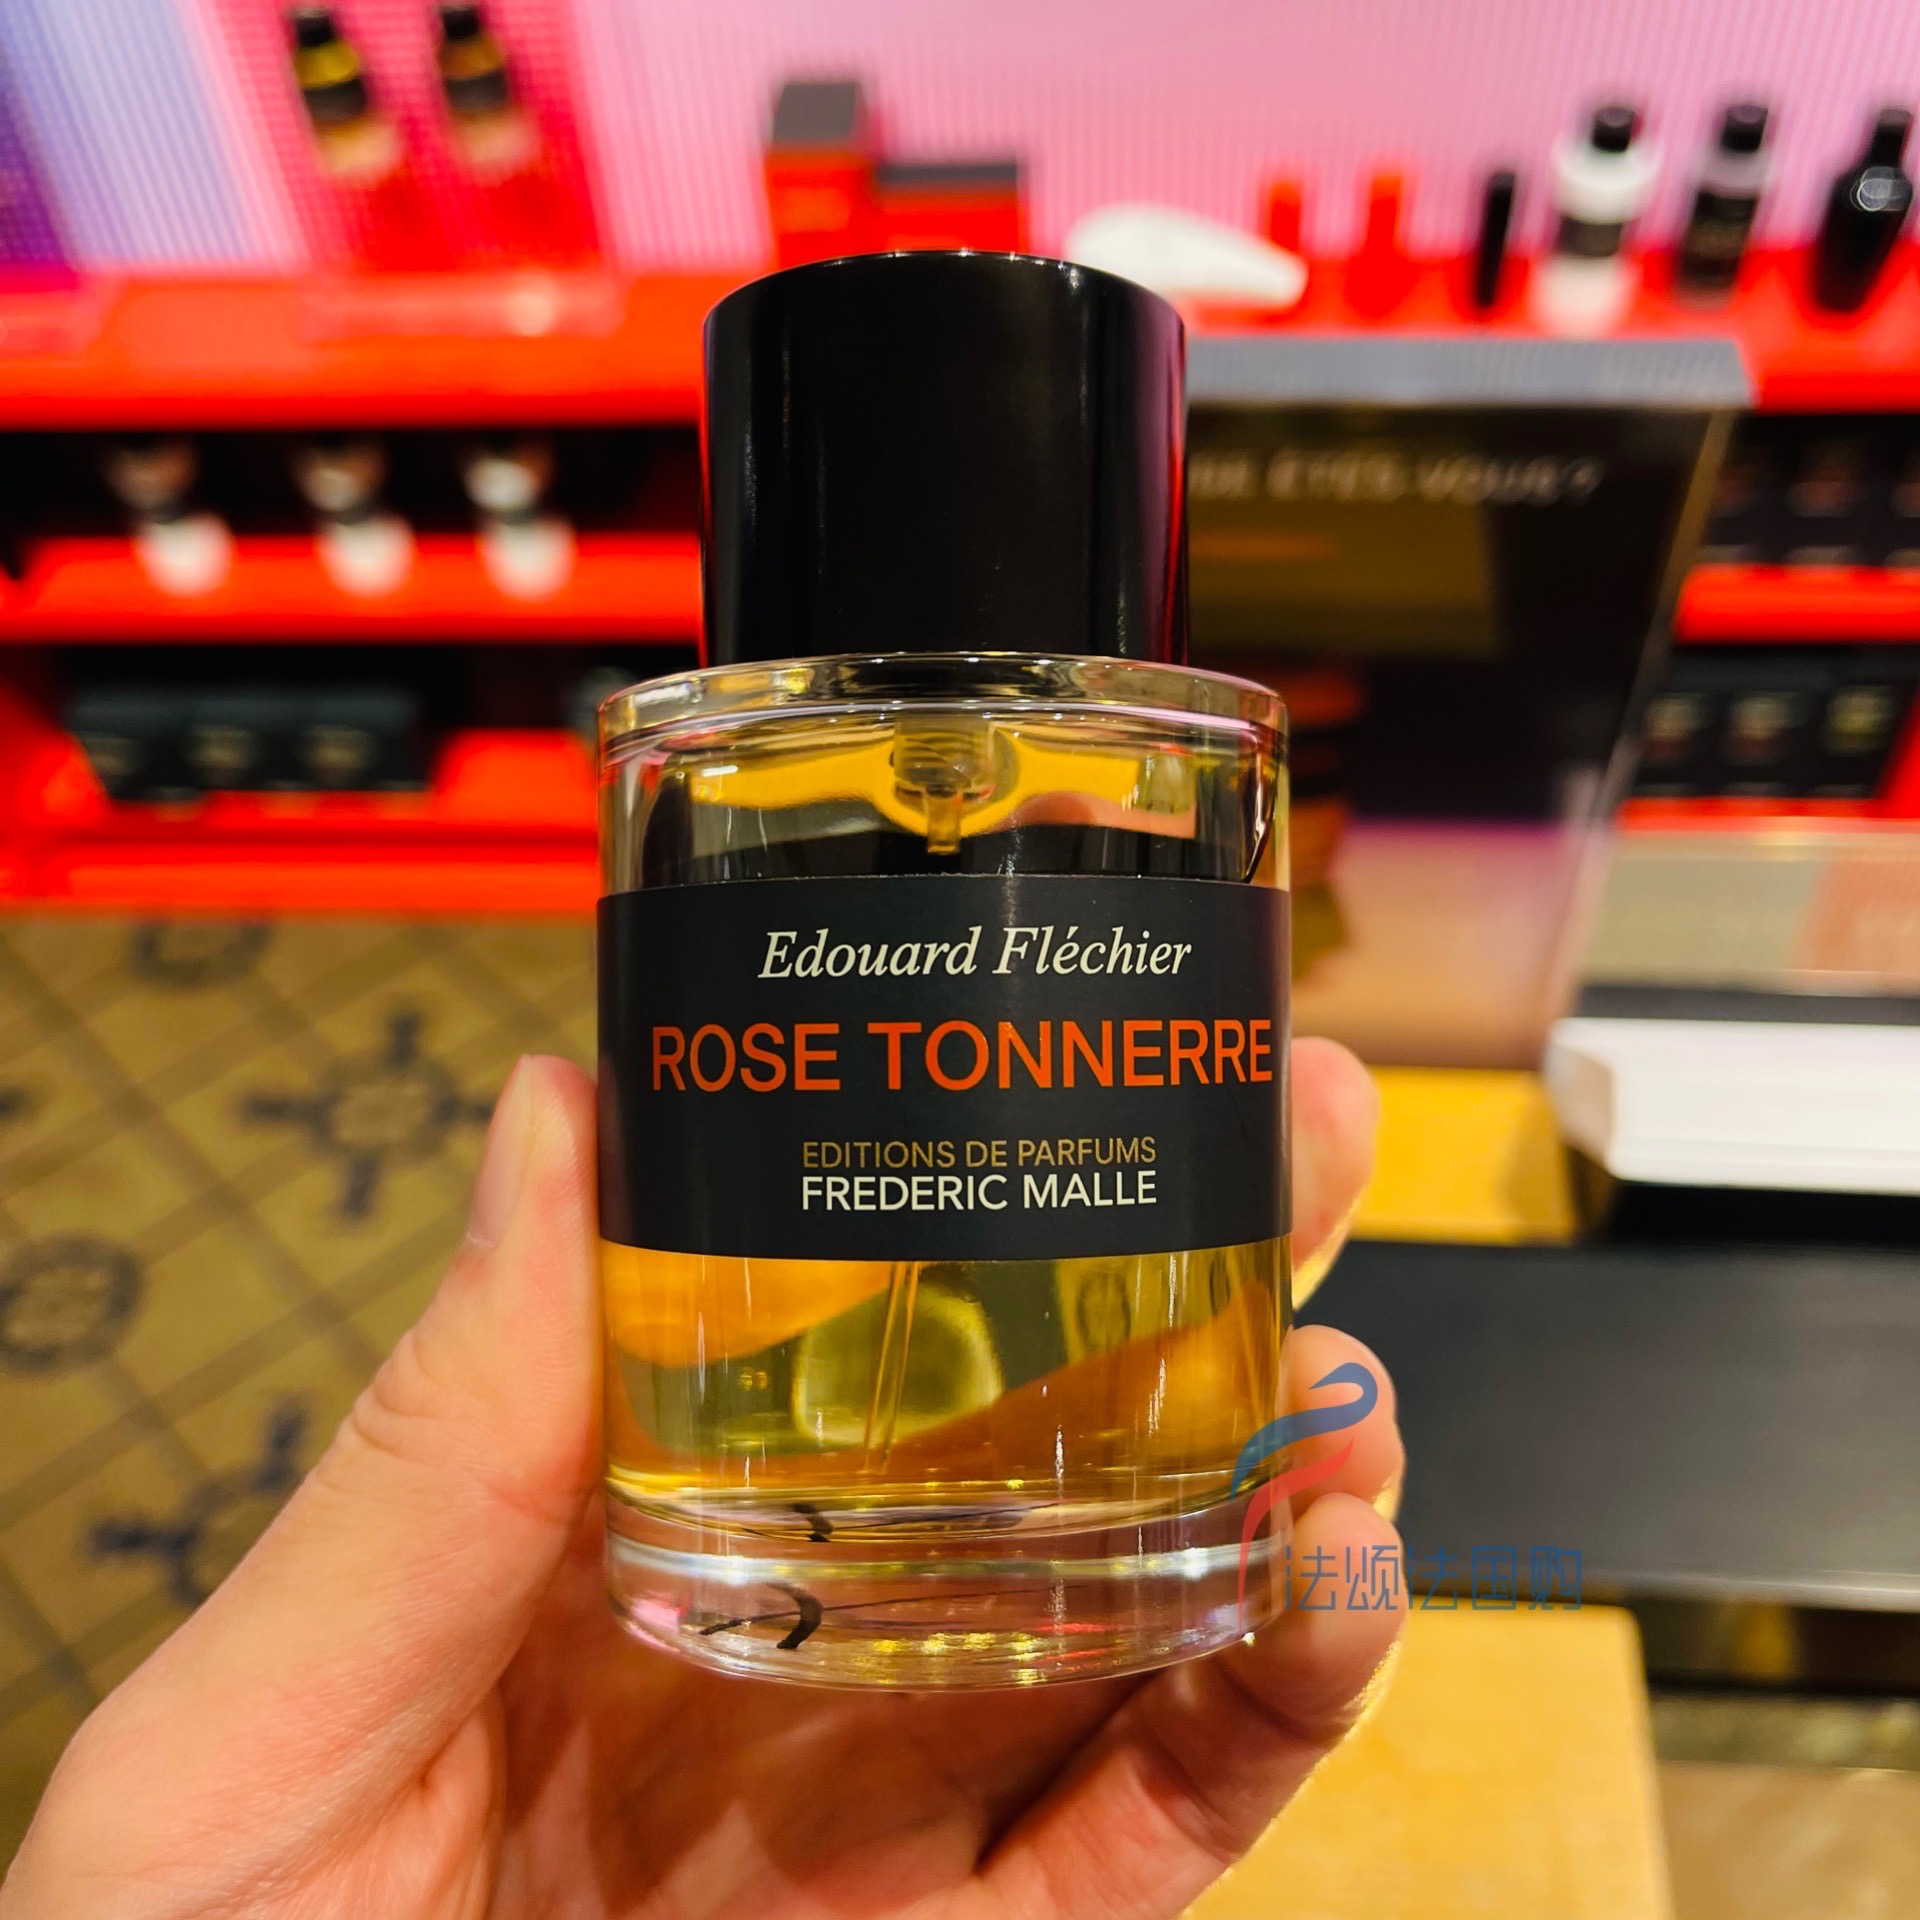 Edouard Fléchier
ROSE TONNERRE
EDITIONS DE PARFUMS
FREDERIC MALLE
法颂法国购